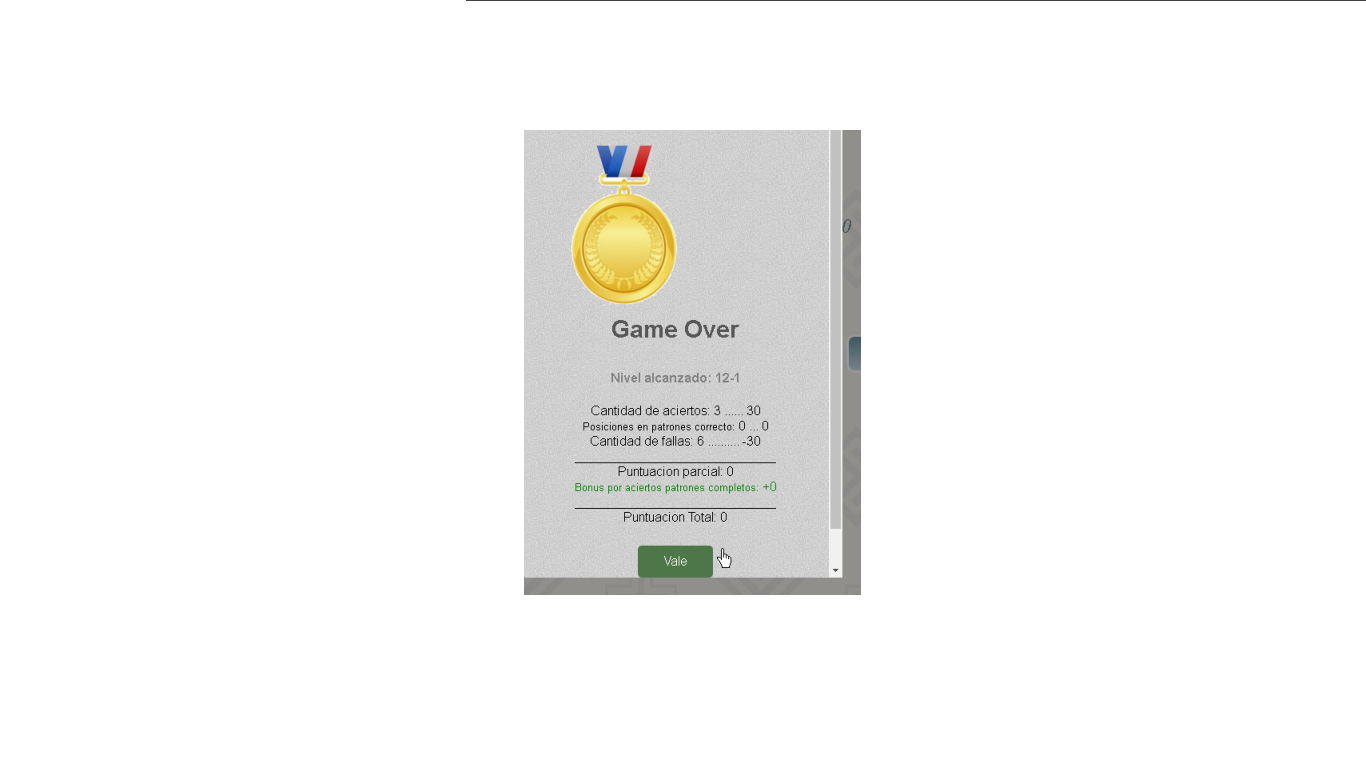 0
Game Over
Nivel alcanzado: 12-1
Cantidad de aciertos: 3 ...... 30
Posiciones en patrones correcto: 0 ... 0
Cantidad de fallas: 6 .......... -30
Puntuacion parcial: 0
Bonus por aciertos patrones completos: +0
Puntuacion Total: 0
Vale